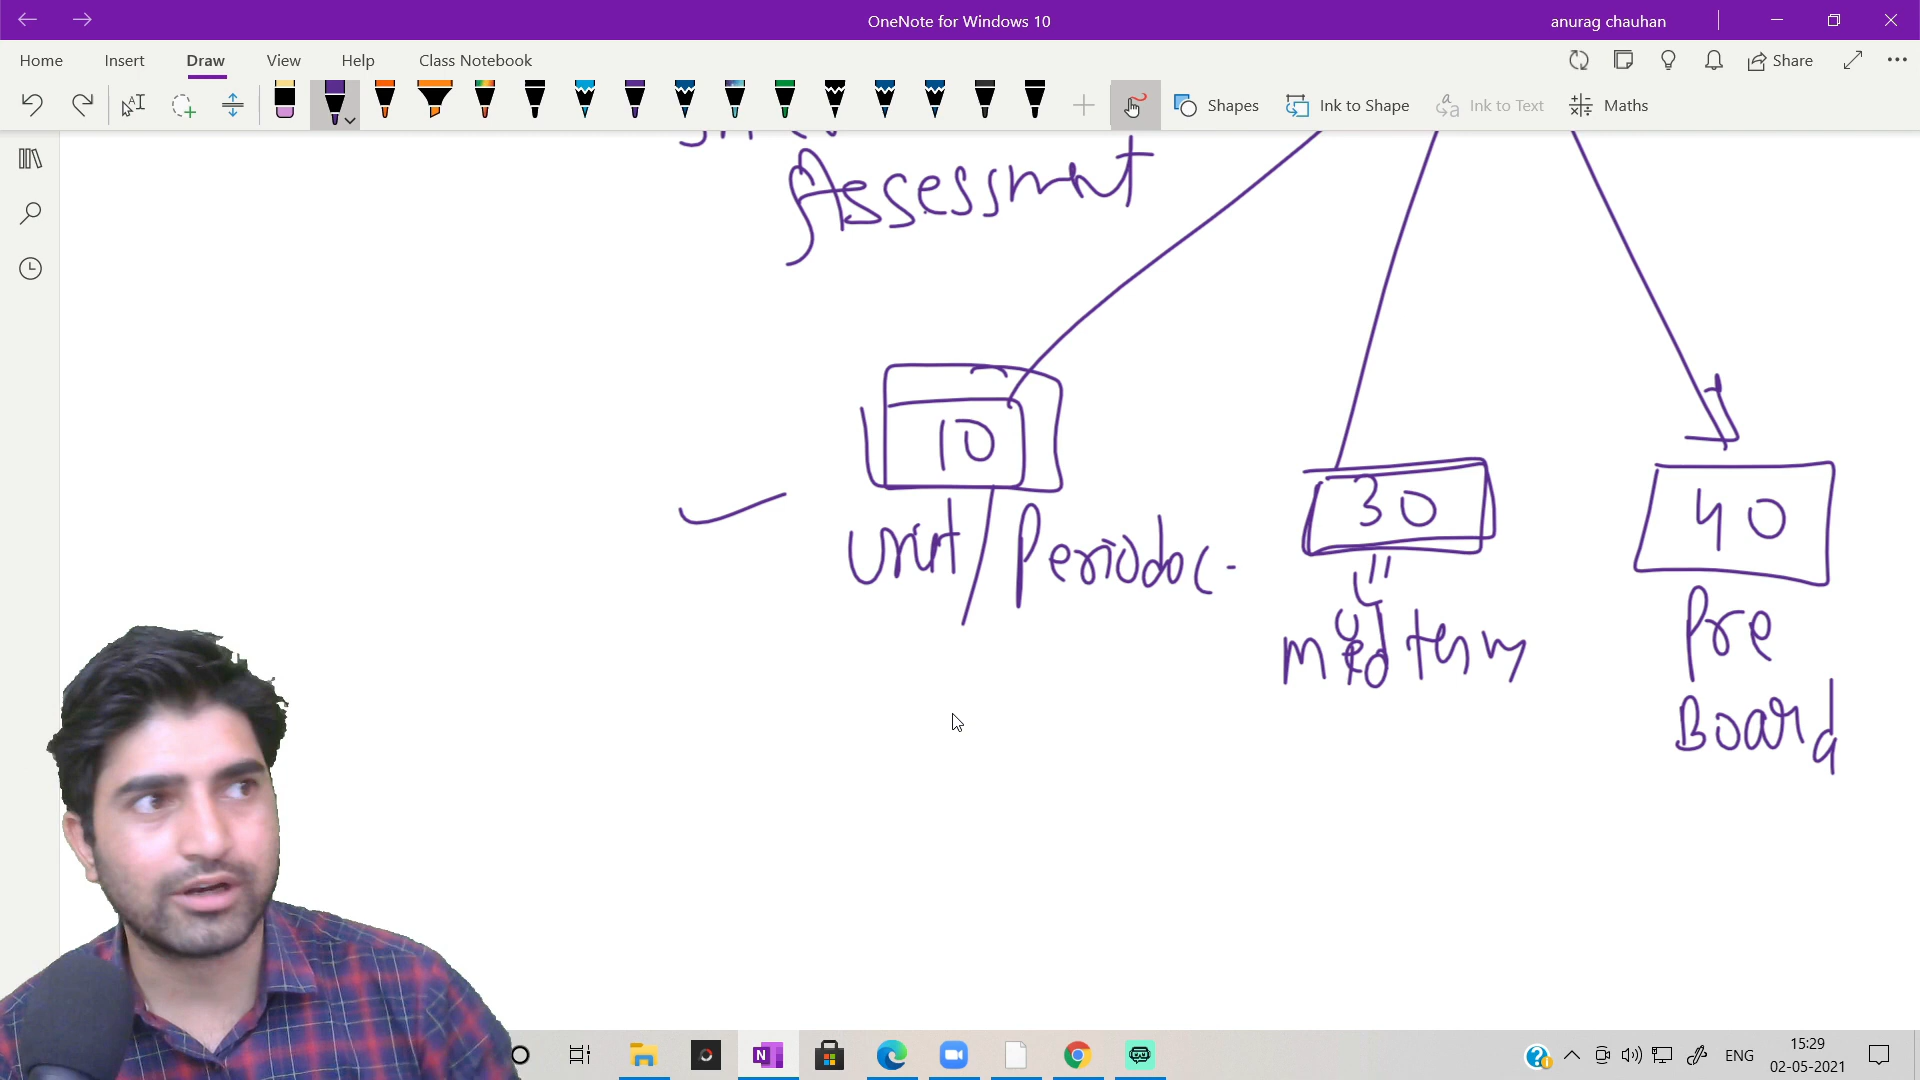 OneNote for Windows 10
anurag chauhan
Home Insert Draw View Help Class Notebook
Share
Shapes Ink to Shape Ink to Text Maths
Assessment
10
30
40
Unit / Periodoc -
Midterm
Pre
Board
ENG
15:29
02-05-2021